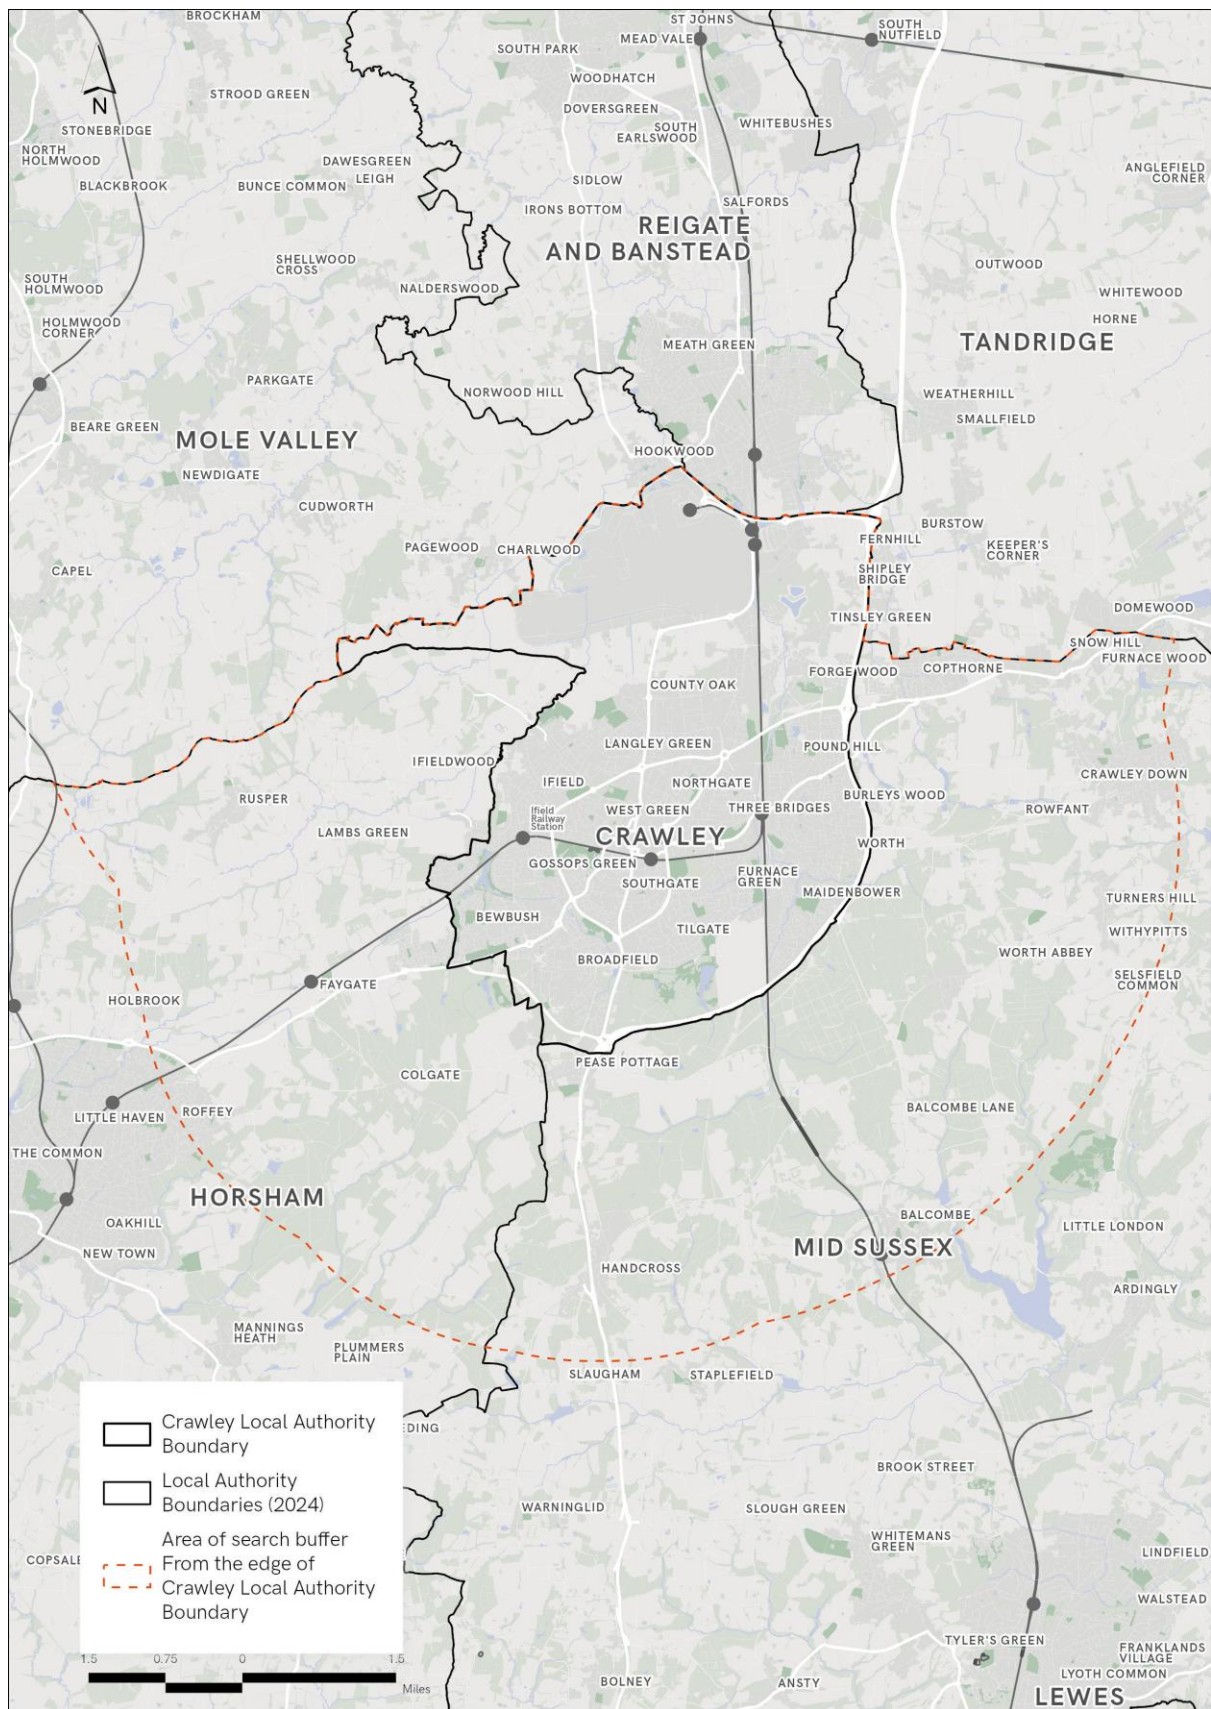 BROCKHAM
ST JOHNS
MEAD VALE
SOUTH
NUTFIELD
SOUTH PARK
WOODHATCH
STROOD GREEN
DOVERSGREEN
N
STONEBRIDGE
SOUTH
EARLSWOOD
WHITEBUSHES
NORTH
HOLMWOOD
DAWESGREEN
LEIGH
BLACKBROOK
BUNCE COMMON
SIDLOW
ANGLEFIELD
CORNER
IRONS BOTTOM
SALFORDS
REIGATE
AND BANSTEAD
SHELLWOOD
CROSS
OUTWOOD
SOUTH
HOLMWOOD
NALDERSWOOD
WHITEWOOD
HORNE
HOLMWOOD
CORNER
MEATH GREEN
TANDRIDGE
PARKGATE
NORWOOD HILL
WEATHERHILL
SMALLFIELD
BEARE GREEN
MOLE VALLEY
HOOKWOOD
NEWDIGATE
CUDWORTH
BURSTOW
FERNHILL
PAGEWOOD
CHARLWOOD
KEEPER'S
CORNER
CAPEL
SHIPLEY
BRIDGE
DOMEWOOD
TINSLEY GREEN
SNOW HILL
FURNACE WOOD
COPTHORNE
FORGE WOOD
COUNTY OAK
LANGLEY GREEN
POUND HILL
IFIELDWOOD
IFIELD
NORTHGATE
CRAWLEY DOWN
RUSPER
BURLEYS WOOD
WEST GREEN
THREE BRIDGES
ROWFANT
Ifield
Railway
Station
LAMBS GREEN
CRAWLEY
WORTH
GOSSOPS GREEN
SOUTHGATE
FURNACE
GREEN
MAIDENBOWER
TURNERS HILL
BEWBUSH
TILGATE
WITHYPITTS
BROADFIELD
WORTH ABBEY
SELSFIELD
COMMON
FAYGATE
HOLBROOK
PEASE POTTAGE
COLGATE
LITTLE HAVEN
ROFFEY
BALCOMBE LANE
THE COMMON
HORSHAM
OAKHILL
BALCOMBE
LITTLE LONDON
NEW TOWN
MID SUSSEX
HANDCROSS
ARDINGLY
MANNINGS
HEATH
PLUMMERS
PLAIN
SLAUGHAM
STAPLEFIELD
EDING
Crawley Local Authority
Boundary
Local Authority
Boundaries (2024)
Area of search buffer
From the edge of
Crawley Local Authority
Boundary
BROOK STREET
WARNINGLID
SLOUGH GREEN
WHITEMANS
GREEN
COPSALE
LINDFIELD
WALSTEAD
TYLER'S GREEN
FRANKLANDS
VILLAGE
LYOTH COMMON
BOLNEY
ANSTY
LEWES
1.5 0.75 0 1.5
Miles